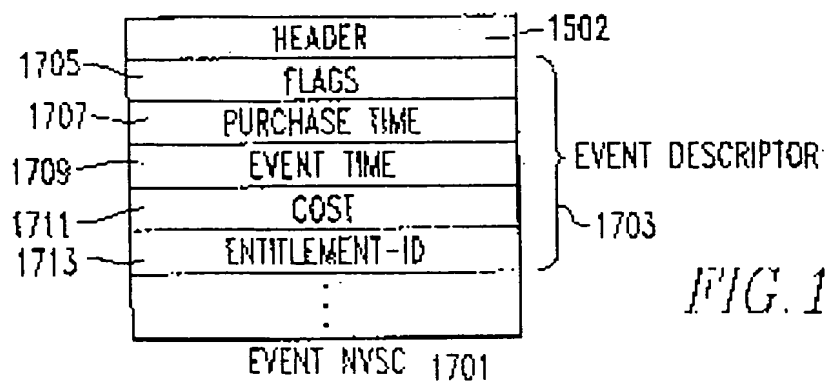 HEADER 1502
1705 FLAGS
1707 PURCHASE TIME
1709 EVENT TIME EVENT DESCRIPTOR
1711 COST 1703
1713 ENTITLEMENT-ID
FIG. 1
EVENT NVSC 1701